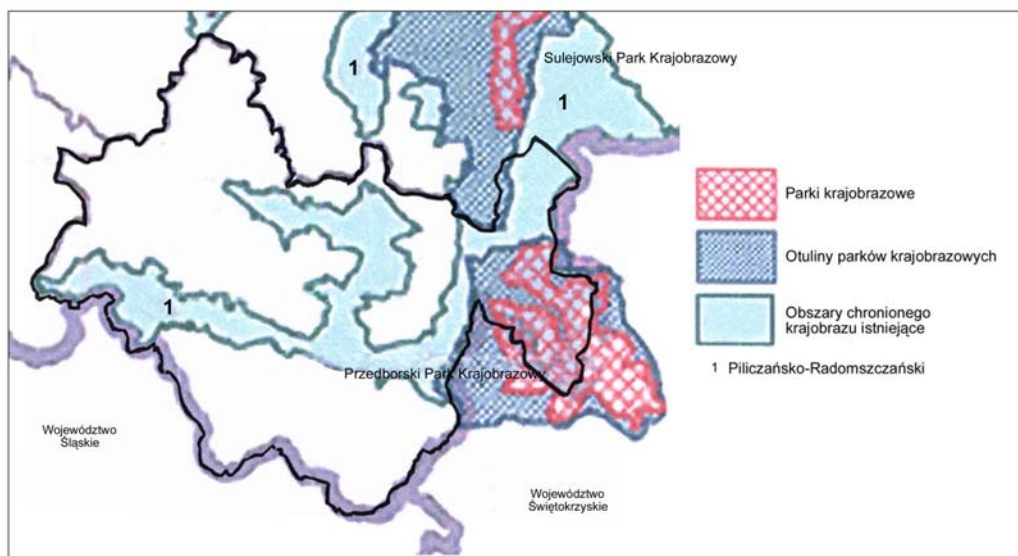 Sulejowski Park Krajobrazowy
1
1
1
Przedborski Park Krajobrazowy
Województwo
Śląskie
Województwo
Świętokrzyskie
Parki krajobrazowe
Otuliny parków krajobrazowych
Obszary chronionego
krajobrazu istniejące
1 Piliczańsko-Radomszczański